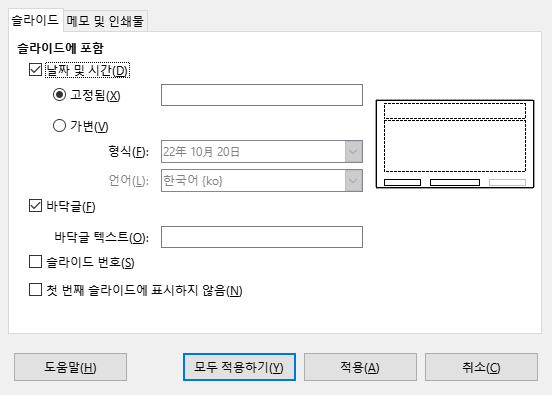 슬라이드 메모 및 인쇄물
슬라이드에 포함
날짜 및 시간(D)
고정됨(X)
가변(V)
형식(F): 22年 10月 20日
언어(L): 한국어 {ko}
바닥글(F)
바닥글 텍스트(O):
슬라이드 번호(S)
첫 번째 슬라이드에 표시하지 않음(N)
도움말(H) 모두 적용하기(Y) 적용(A) 취소(C)